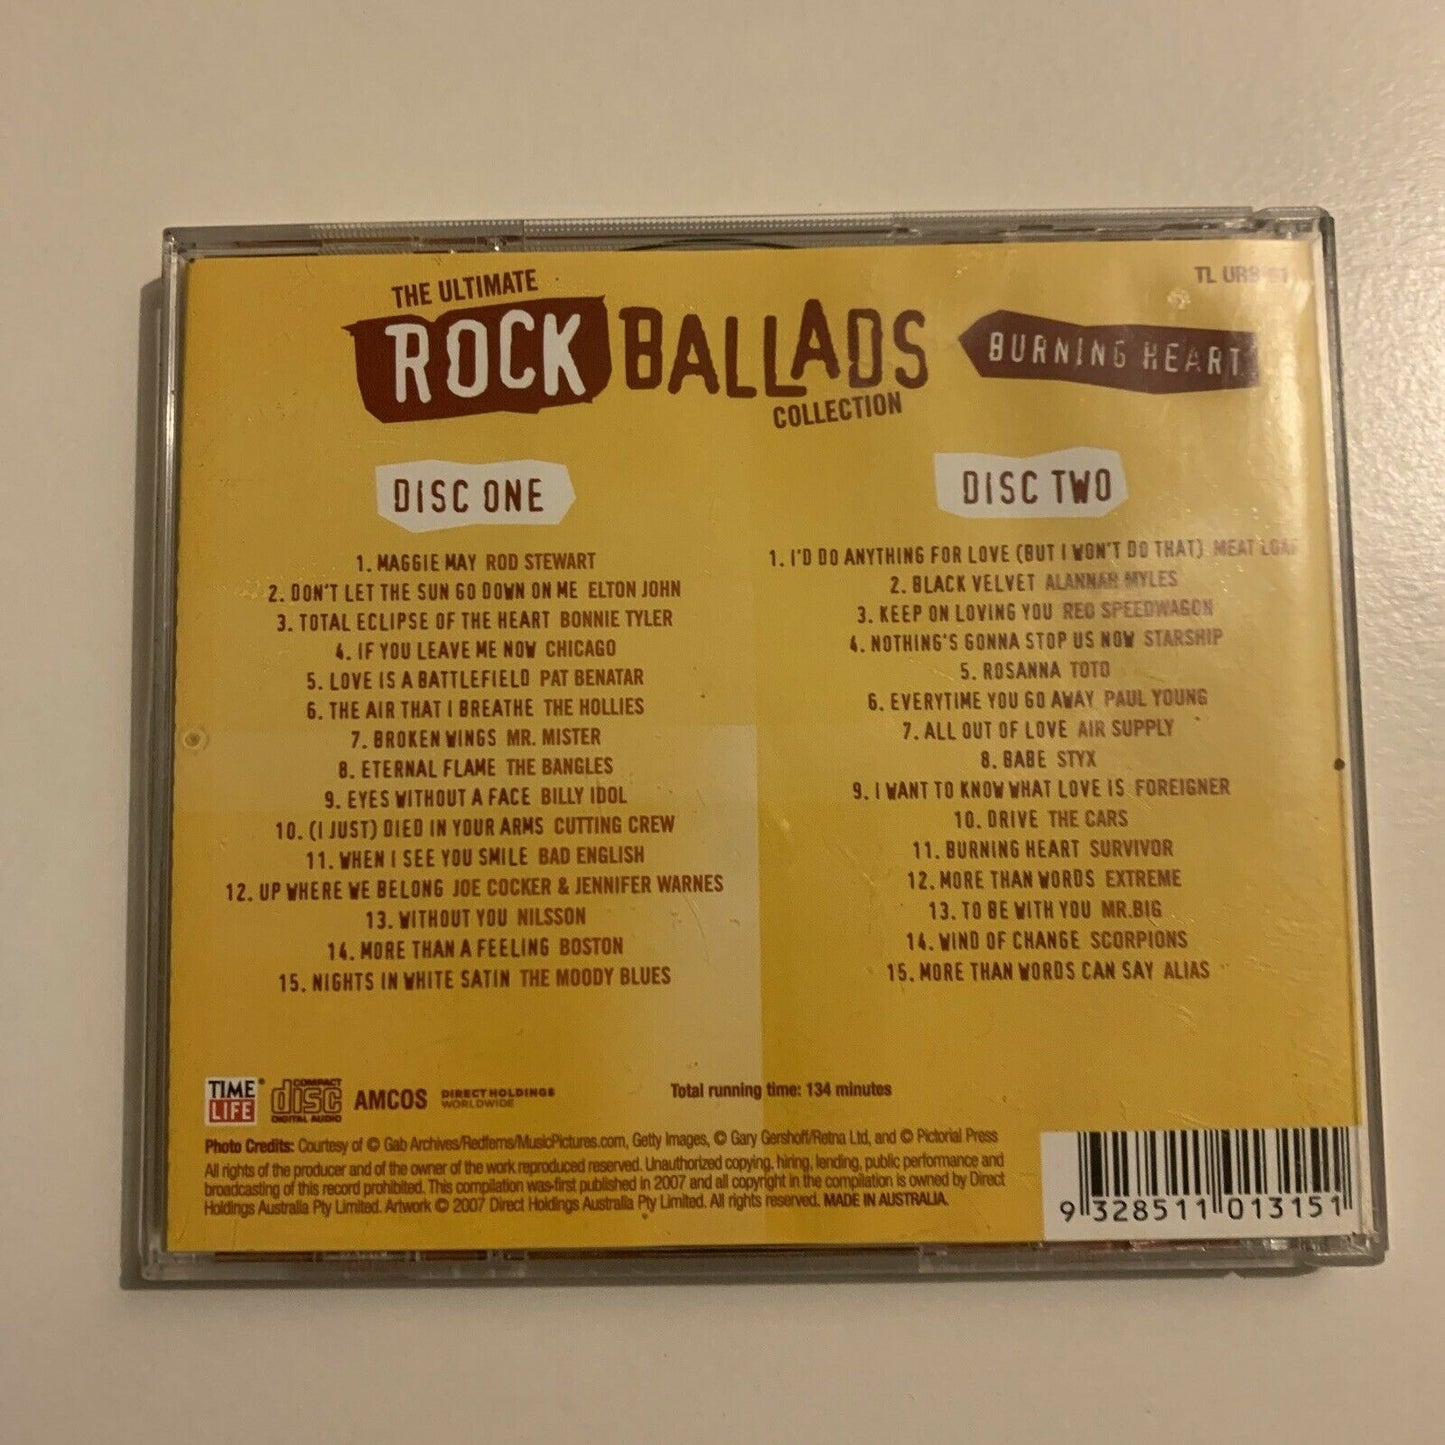 THE ULTIMATE
ROCK BALLADS
COLLECTION
BURNING HEART
TL
DISC ONE
1. MAGGIE MAY ROD STEWART
2. DON'T LET THE SUN GO DOWN ON ME ELTON JOHN
3. TOTAL ECLIPSE OF THE HEART BONNIE TYLER
4. IF YOU LEAVE ME NOW CHICAGO
5. LOVE IS A BATTLEFIELD PAT BENATAR
6. THE AIR THAT I BREATHE THE HOLLIES
7. BROKEN WINGS MR. MISTER
8. ETERNAL FLAME THE BANGLES
9. EYES WITHOUT A FACE BILLY IDOL
10. (I JUST) DIED IN YOUR ARMS CUTTING CREW
11. WHEN I SEE YOU SMILE BAD ENGLISH
12. UP WHERE WE BELONG JOE COCKER & JENNIFER WARNES
13. WITHOUT YOU NILSSON
14. MORE THAN A FEELING BOSTON
15. NIGHTS IN WHITE SATIN THE MOODY BLUES
DISC TWO
1. I'D DO ANYTHING FOR LOVE (BUT I WON'T DO THAT) MEAT LOAF
2. BLACK VELVET ALANNAH MYLES
3. KEEP ON LOVING YOU REO SPEEDWAGON
4. NOTHING'S GONNA STOP US NOW STARSHIP
5. ROSANNA TOTO
6. EVERYTIME YOU GO AWAY PAUL YOUNG
7. ALL OUT OF LOVE AIR SUPPLY
8. BABE STYX
9. I WANT TO KNOW WHAT LOVE IS FOREIGNER
10. DRIVE THE CARS
11. BURNING HEART SURVIVOR
12. MORE THAN WORDS EXTREME
13. TO BE WITH YOU MR.BIG
14. WIND OF CHANGE SCORPIONS
15. MORE THAN WORDS CAN SAY ALIAS
TIME LIFE
COMPACT disc DIGITAL AUDIO
AMCOS
DIRECT HOLDINGS
WORLDWIDE
Total running time: 134 minutes
Photo Credits: Courtesy of © Gab Archives/Redferns/MusicPictures.com, Getty Images, © Gary Gershoff/Retna Ltd, and © Pictorial Press
All rights of the producer and of the owner of the work reproduced reserved. Unauthorized copying, hiring, lending, public performance and
broadcasting of this record prohibited. This compilation was first published in 2007 and all copyright in the compilation is owned by Direct
Holdings Australia Pty Limited. Artwork © 2007 Direct Holdings Australia Pty Limited. All rights reserved. MADE IN AUSTRALIA.
9 328511 013151